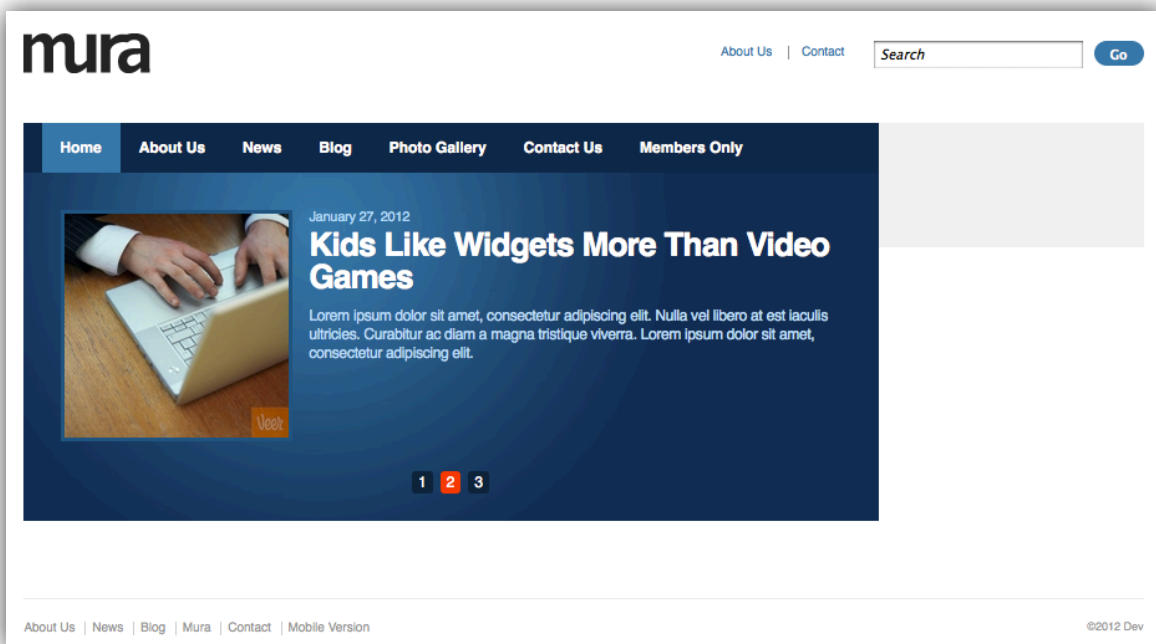 mura
About Us | Contact
Search
Go
Home About Us News Blog Photo Gallery Contact Us Members Only
January 27, 2012
Kids Like Widgets More Than Video
Games
Lorem ipsum dolor sit amet, consectetur adipiscing elit. Nulla vel libero at est iaculis
ultricies. Curabitur ac diam a magna tristique viverra. Lorem ipsum dolor sit amet,
consectetur adipiscing elit.
Veer
1 2 3
About Us | News | Blog | Mura | Contact | Mobile Version
©2012 Dev